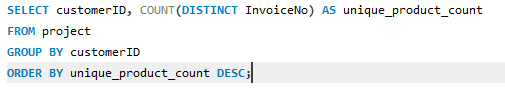 SELECT customerID, COUNT(DISTINCT InvoiceNo) AS unique_product_count
FROM project
GROUP BY customerID
ORDER BY unique_product_count DESC;